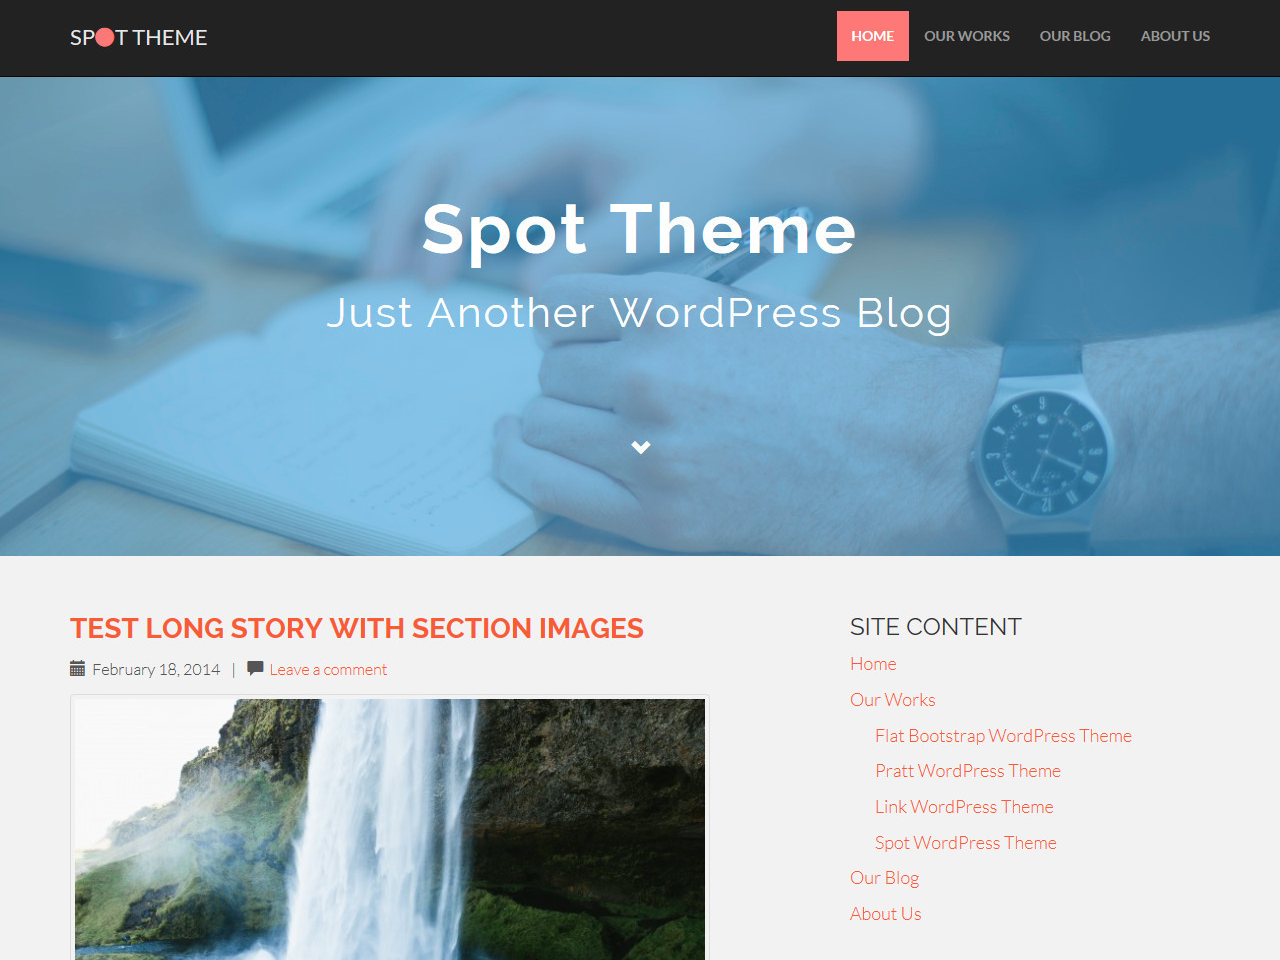 SPOT THEME
HOME OUR WORKS OUR BLOG ABOUT US
Spot Theme
Just Another WordPress Blog
TEST LONG STORY WITH SECTION IMAGES
February 18, 2014 | Leave a comment
SITE CONTENT
Home
Our Works
Flat Bootstrap WordPress Theme
Pratt WordPress Theme
Link WordPress Theme
Spot WordPress Theme
Our Blog
About Us